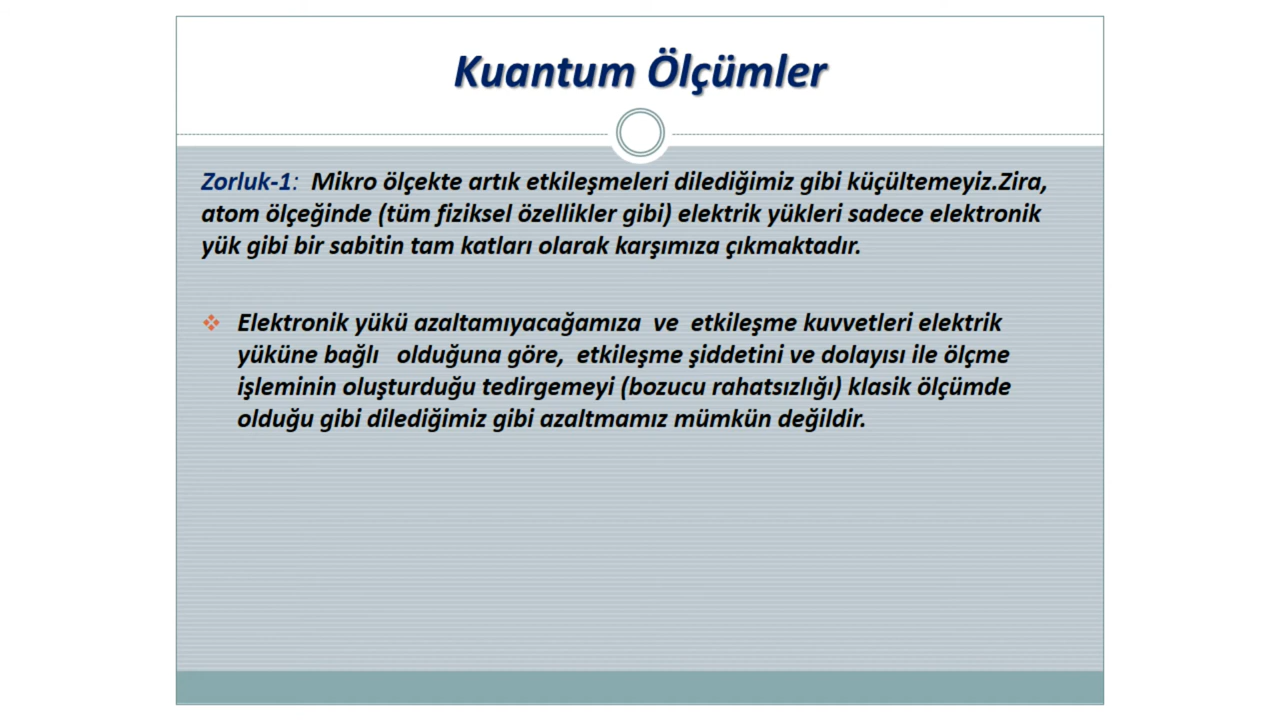 Kuantum Ölçümler
Zorluk-1: Mikro ölçekte artık etkileşmeleri dilediğimiz gibi küçültemeyiz.Zira,
atom ölçeğinde (tüm fiziksel özellikler gibi) elektrik yükleri sadece elektronik
yük gibi bir sabitin tam katları olarak karşımıza çıkmaktadır.
Elektronik yükü azaltamıyacağamıza ve etkileşme kuvvetleri elektrik
yüküne bağlı olduğuna göre, etkileşme şiddetini ve dolayısı ile ölçme
işleminin oluşturduğu tedirgemeyi (bozucu rahatsızlığı) klasik ölçümde
olduğu gibi dilediğimiz gibi azaltmamız mümkün değildir.